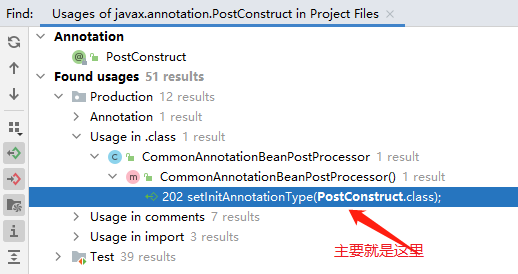 Find: Usages of javax.annotation.PostConstruct in Project Files
Annotation
PostConstruct
Found usages 51 results
Production 12 results
Annotation 1 result
Usage in .class 1 result
CommonAnnotationBeanPostProcessor 1 result
CommonAnnotationBeanPostProcessor() 1 result
202 setInitAnnotationType(PostConstruct.class);
Usage in comments 7 results
主要就是这里
Usage in import 3 results
Test 39 results